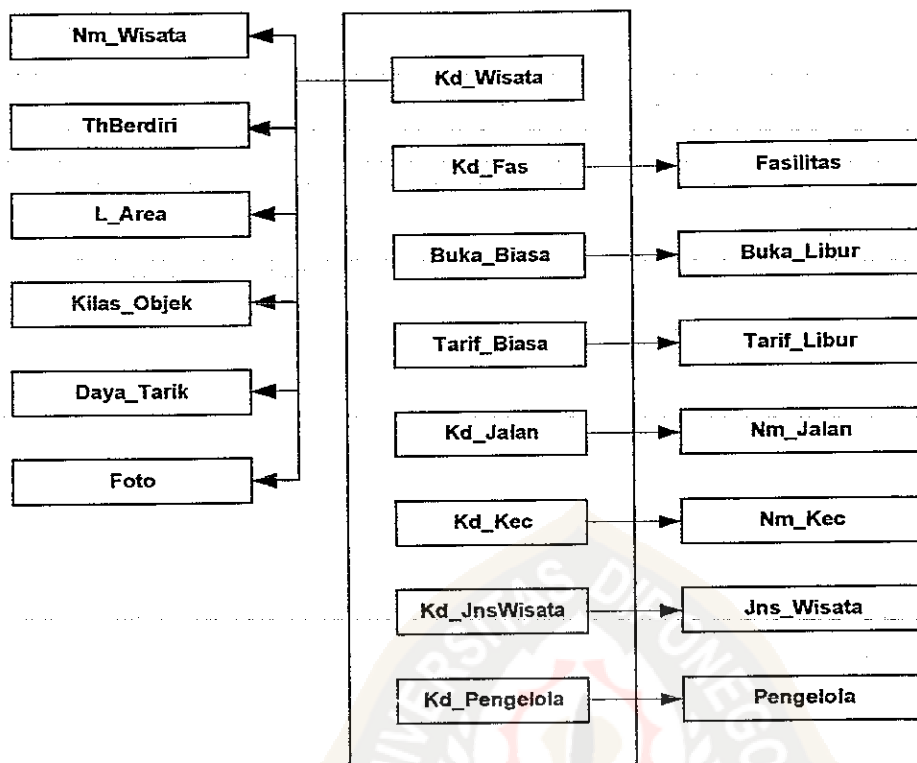 Nm_Wisata
ThBerdiri
L_Area
Kilas_Objek
Daya_Tarik
Foto
Kd_Wisata
Kd_Fas
Buka_Biasa
Tarif_Biasa
Kd_Jalan
Kd_Kec
Kd_JnsWisata
Kd_Pengelola
Fasilitas
Buka_Libur
Tarif_Libur
Nm_Jalan
Nm_Kec
Jns_Wisata
Pengelola